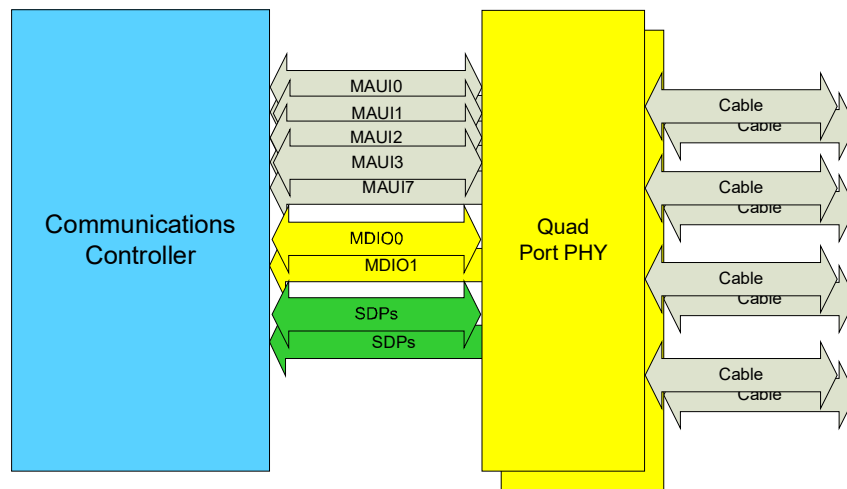 Communications
Controller
MAUI0
MAUI1
MAUI2
MAUI3
MAUI7
MDIO0
MDIO1
SDPs
SDPs
Quad
Port PHY
Cable
Cable
Cable
Cable
Cable
Cable
Cable
Cable